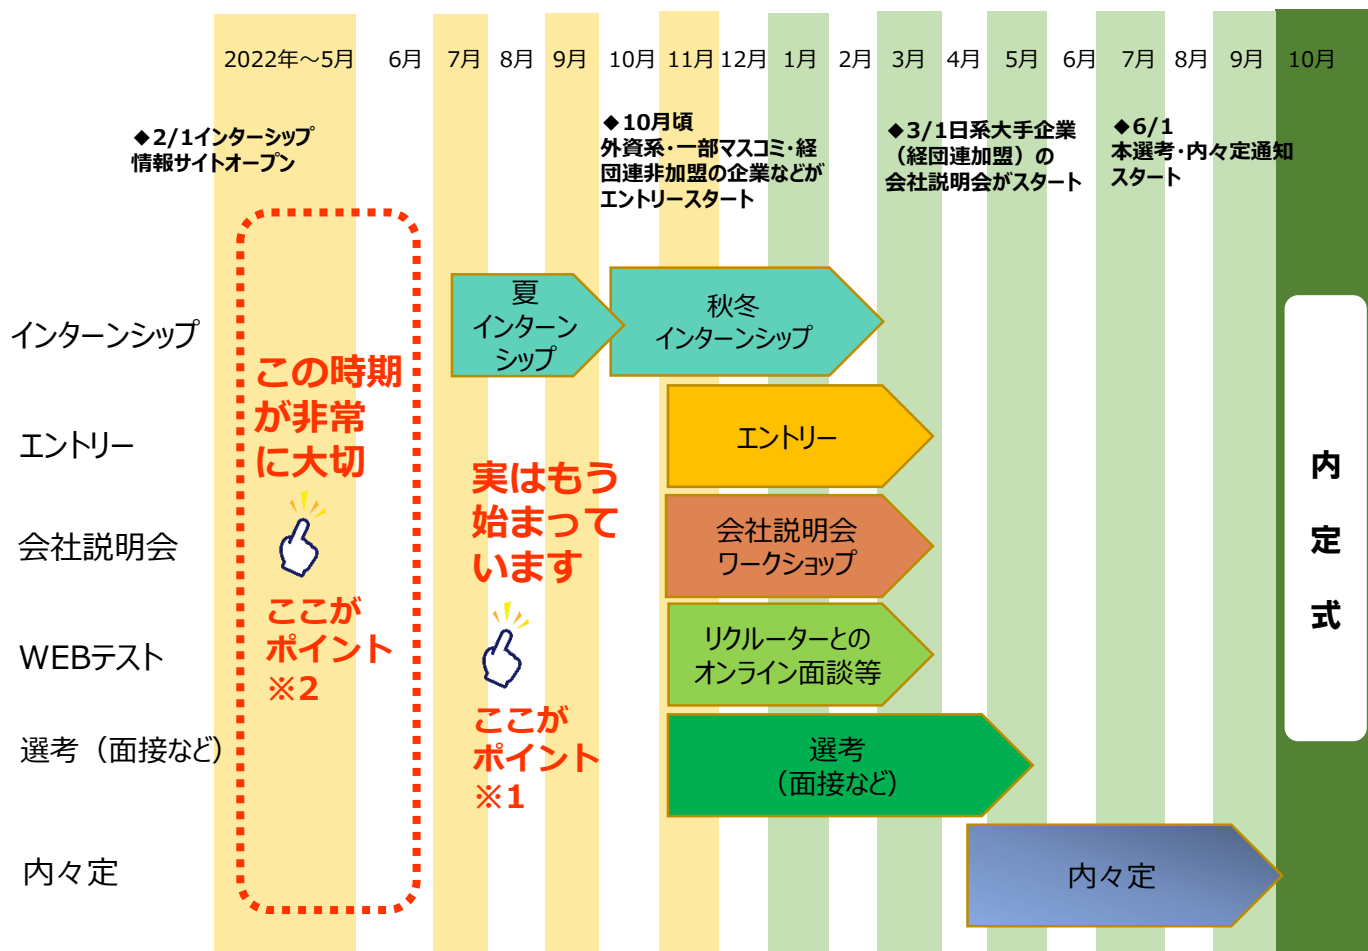 2022年～5月 6月 7月 8月 9月 10月 11月 12月 1月 2月 3月 4月 5月 6月 7月 8月 9月 10月
◆2/1インターシップ
情報サイトオープン
◆10月頃
外資系・一部マスコミ・経
団連非加盟の企業などが
エントリースタート
◆3/1日系大手企業
（経団連加盟）の
会社説明会がスタート
◆6/1
本選考・内々定通知
スタート
インターンシップ
エントリー
会社説明会
WEBテスト
選考（面接など）
内々定
この時期
が非常
に大切
ここが
ポイント
※2
実はもう
始まって
います
ここが
ポイント
※1
夏
インターン
シップ
秋冬
インターンシップ
エントリー
会社説明会
ワークショップ
リクルーターとの
オンライン面談等
選考
（面接など）
内々定
内
定
式